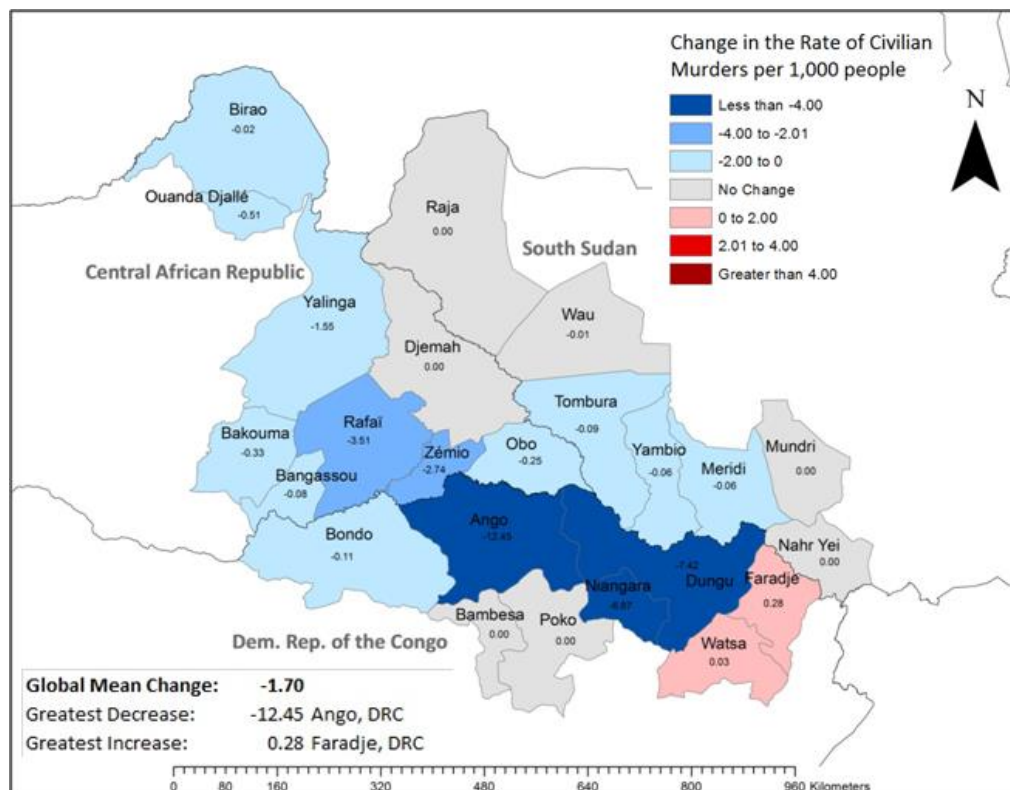 Change in the Rate of Civilian
Murders per 1,000 people
Less than -4.00
-4.00 to -2.01
-2.00 to 0
No Change
0 to 2.00
2.01 to 4.00
Greater than 4.00
N
Birao
-0.02
Ouanda Djallé
-0.51
Raja
0.00
South Sudan
Central African Republic
Yalinga
-1.55
Wau
-0.01
Djemah
0.00
Tombura
-0.09
Rafaï
-3.51
Bakouma
-0.33
Zémio
-2.74
Obo
-0.25
Yambio
-0.06
Meridi
-0.06
Mundri
0.00
Bangassou
-0.08
Bondo
-0.11
Ango
-12.45
Nahr Yei
0.00
-7.42
Dungu
Faradje
0.28
Niangara
-6.87
Bambesa
0.00
Poko
0.00
Watsa
0.03
Dem. Rep. of the Congo
Global Mean Change: -1.70
Greatest Decrease: -12.45 Ango, DRC
Greatest Increase: 0.28 Faradje, DRC
0 80 160 320 480 640 800 960 Kilometers